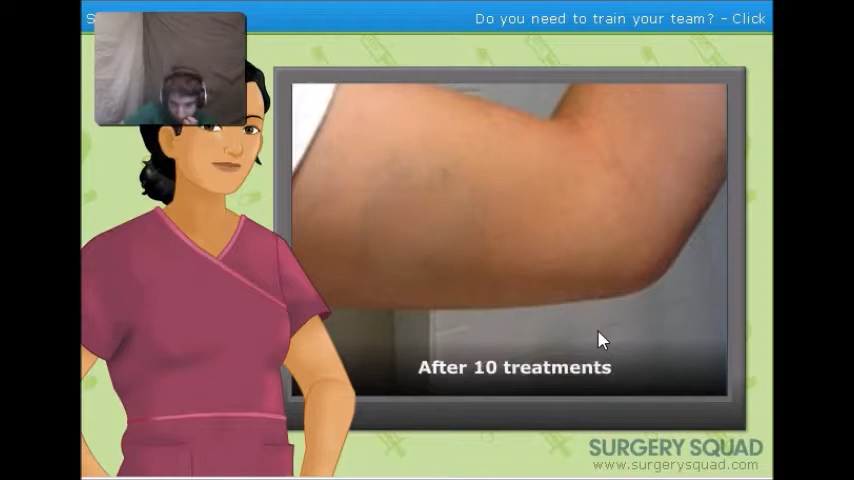 S
Do you need to train your team? - Click
After 10 treatments
SURGERY SQUAD
www.surgerysquad.com